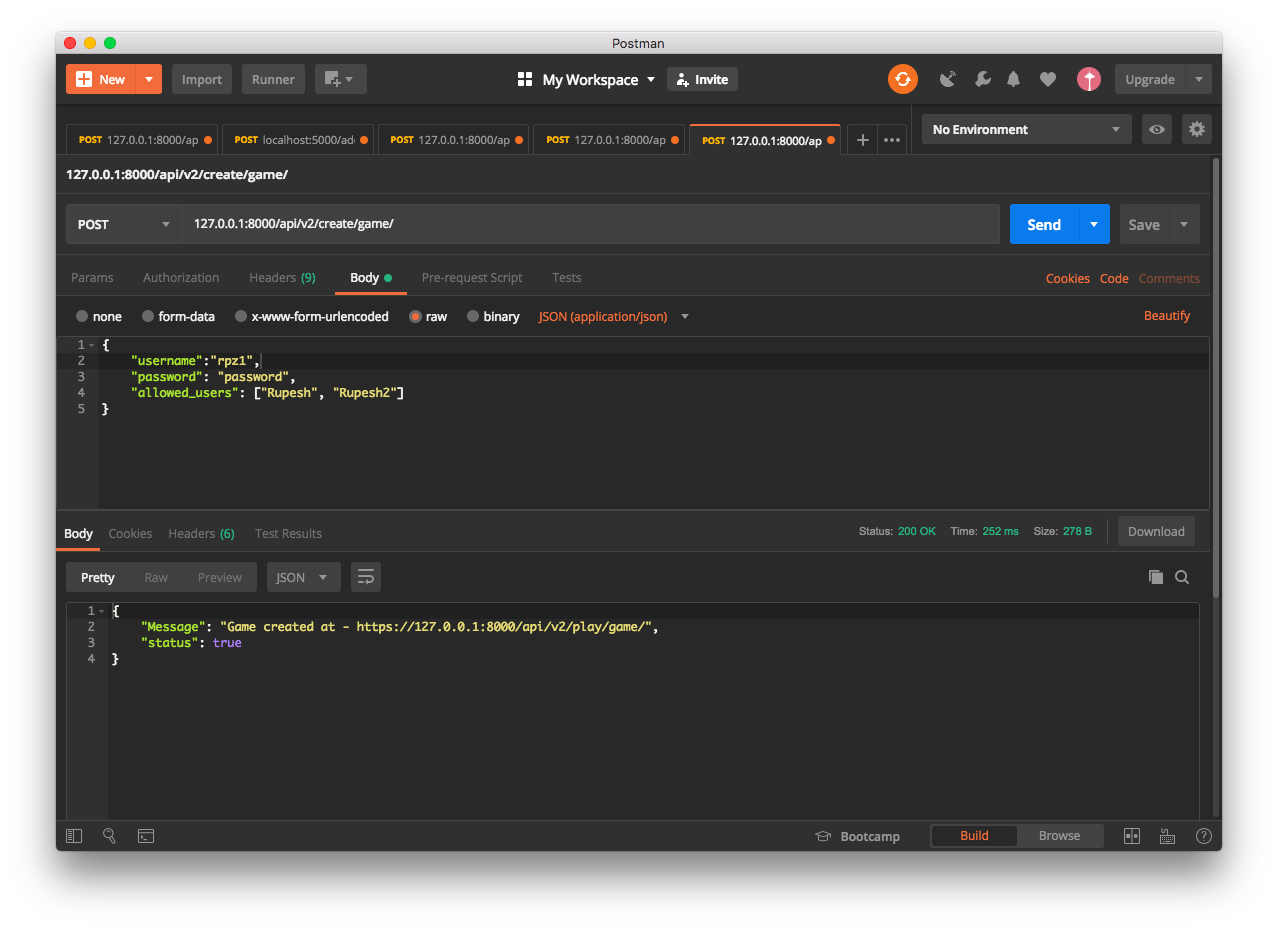 Postman
New Import Runner My Workspace Invite Upgrade
POST 127.0.0.1:8000/ap POST localhost:5000/ad POST 127.0.0.1:8000/ap POST 127.0.0.1:8000/ap POST 127.0.0.1:8000/ap No Environment
127.0.0.1:8000/api/v2/create/game/
POST 127.0.0.1:8000/api/v2/create/game/ Send Save
Params Authorization Headers (9) Body Pre-request Script Tests Cookies Code Comments
none form-data x-www-form-urlencoded raw binary JSON (application/json) Beautify
1 {
2 "username":"rpz1",
3 "password": "password",
4 "allowed_users": ["Rupesh", "Rupesh2"]
5 }
Body Cookies Headers (6) Test Results Status: 200 OK Time: 252 ms Size: 278 B Download
Pretty Raw Preview JSON
1 {
2 "Message": "Game created at - https://127.0.0.1:8000/api/v2/play/game/",
3 "status": true
4 }
Bootcamp Build Browse